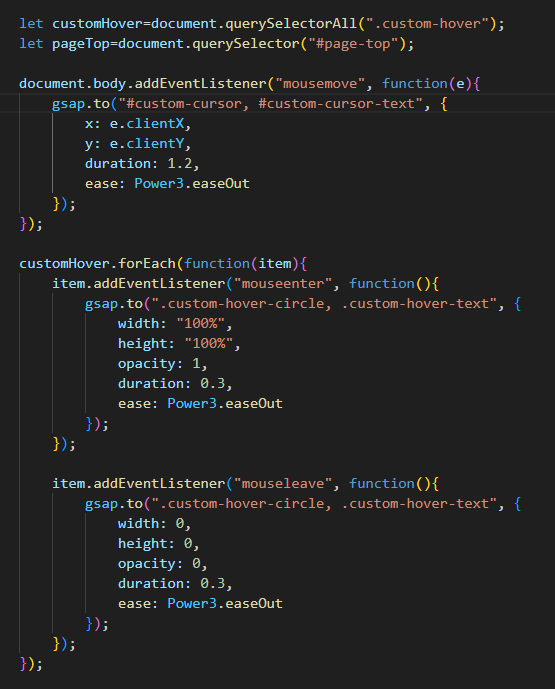 let customHover=document.querySelectorAll(".custom-hover");
let pageTop=document.querySelector("#page-top");

document.body.addEventListener("mousemove", function(e){
    gsap.to("#custom-cursor, #custom-cursor-text", {
        x: e.clientX,
        y: e.clientY,
        duration: 1.2,
        ease: Power3.easeOut
    });
});

customHover.forEach(function(item){
    item.addEventListener("mouseenter", function(){
        gsap.to(".custom-hover-circle, .custom-hover-text", {
            width: "100%",
            height: "100%",
            opacity: 1,
            duration: 0.3,
            ease: Power3.easeOut
        });
    });

    item.addEventListener("mouseleave", function(){
        gsap.to(".custom-hover-circle, .custom-hover-text", {
            width: 0,
            height: 0,
            opacity: 0,
            duration: 0.3,
            ease: Power3.easeOut
        });
    });
});